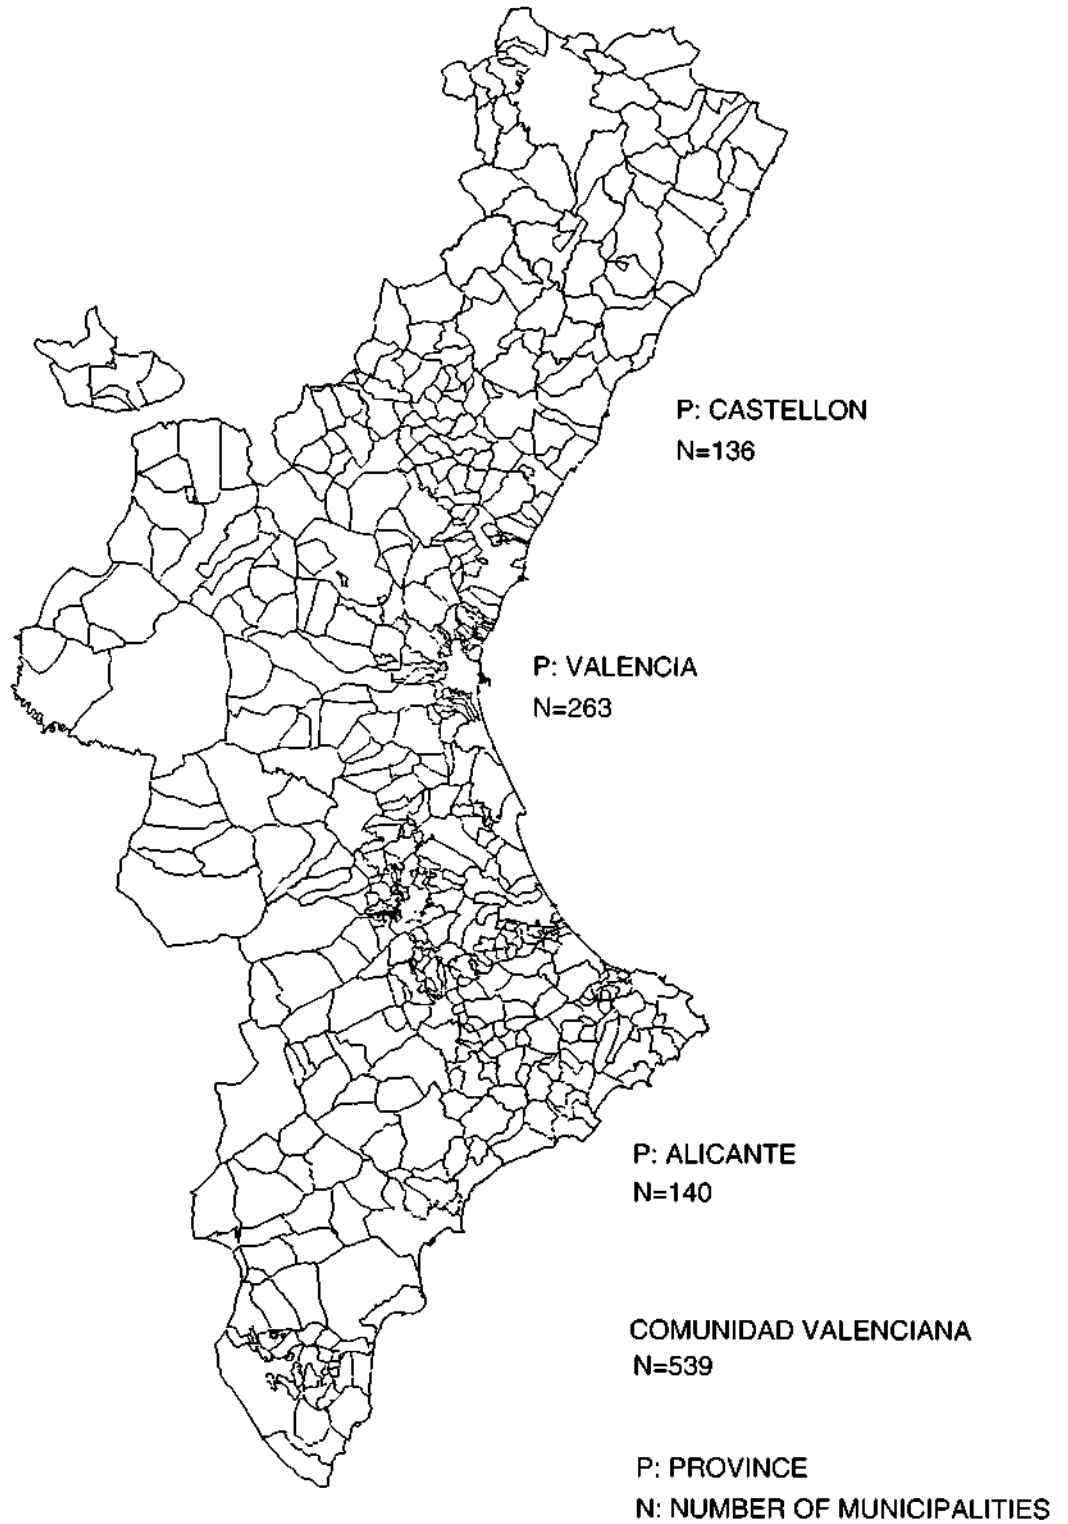 P: CASTELLON
N=136
P: VALENCIA
N=263
P: ALICANTE
N=140
COMUNIDAD VALENCIANA
N=539
P: PROVINCE
N: NUMBER OF MUNICIPALITIES